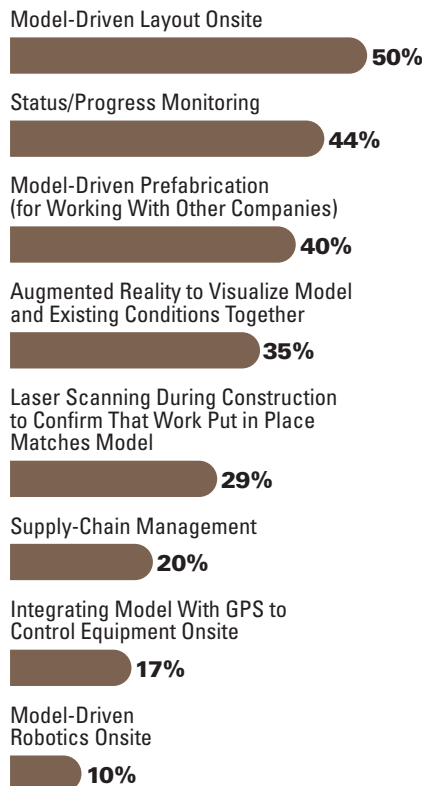 Model-Driven Layout Onsite
50%
Status/Progress Monitoring
44%
Model-Driven Prefabrication
(for Working With Other Companies)
40%
Augmented Reality to Visualize Model
and Existing Conditions Together
35%
Laser Scanning During Construction
to Confirm That Work Put in Place
Matches Model
29%
Supply-Chain Management
20%
Integrating Model With GPS to
Control Equipment Onsite
17%
Model-Driven
Robotics Onsite
10%